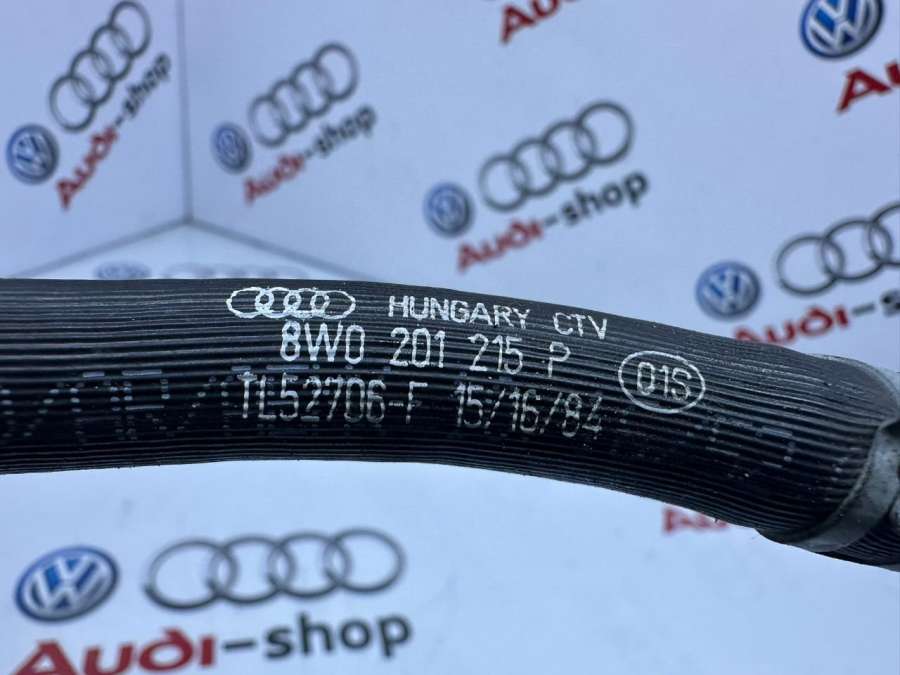 Audi-shop
Audi-shop
Audi-shop
HUNGARY CTV
8W0 201 215 P
01S
TL52706-F 15/16/84
Audi-shop